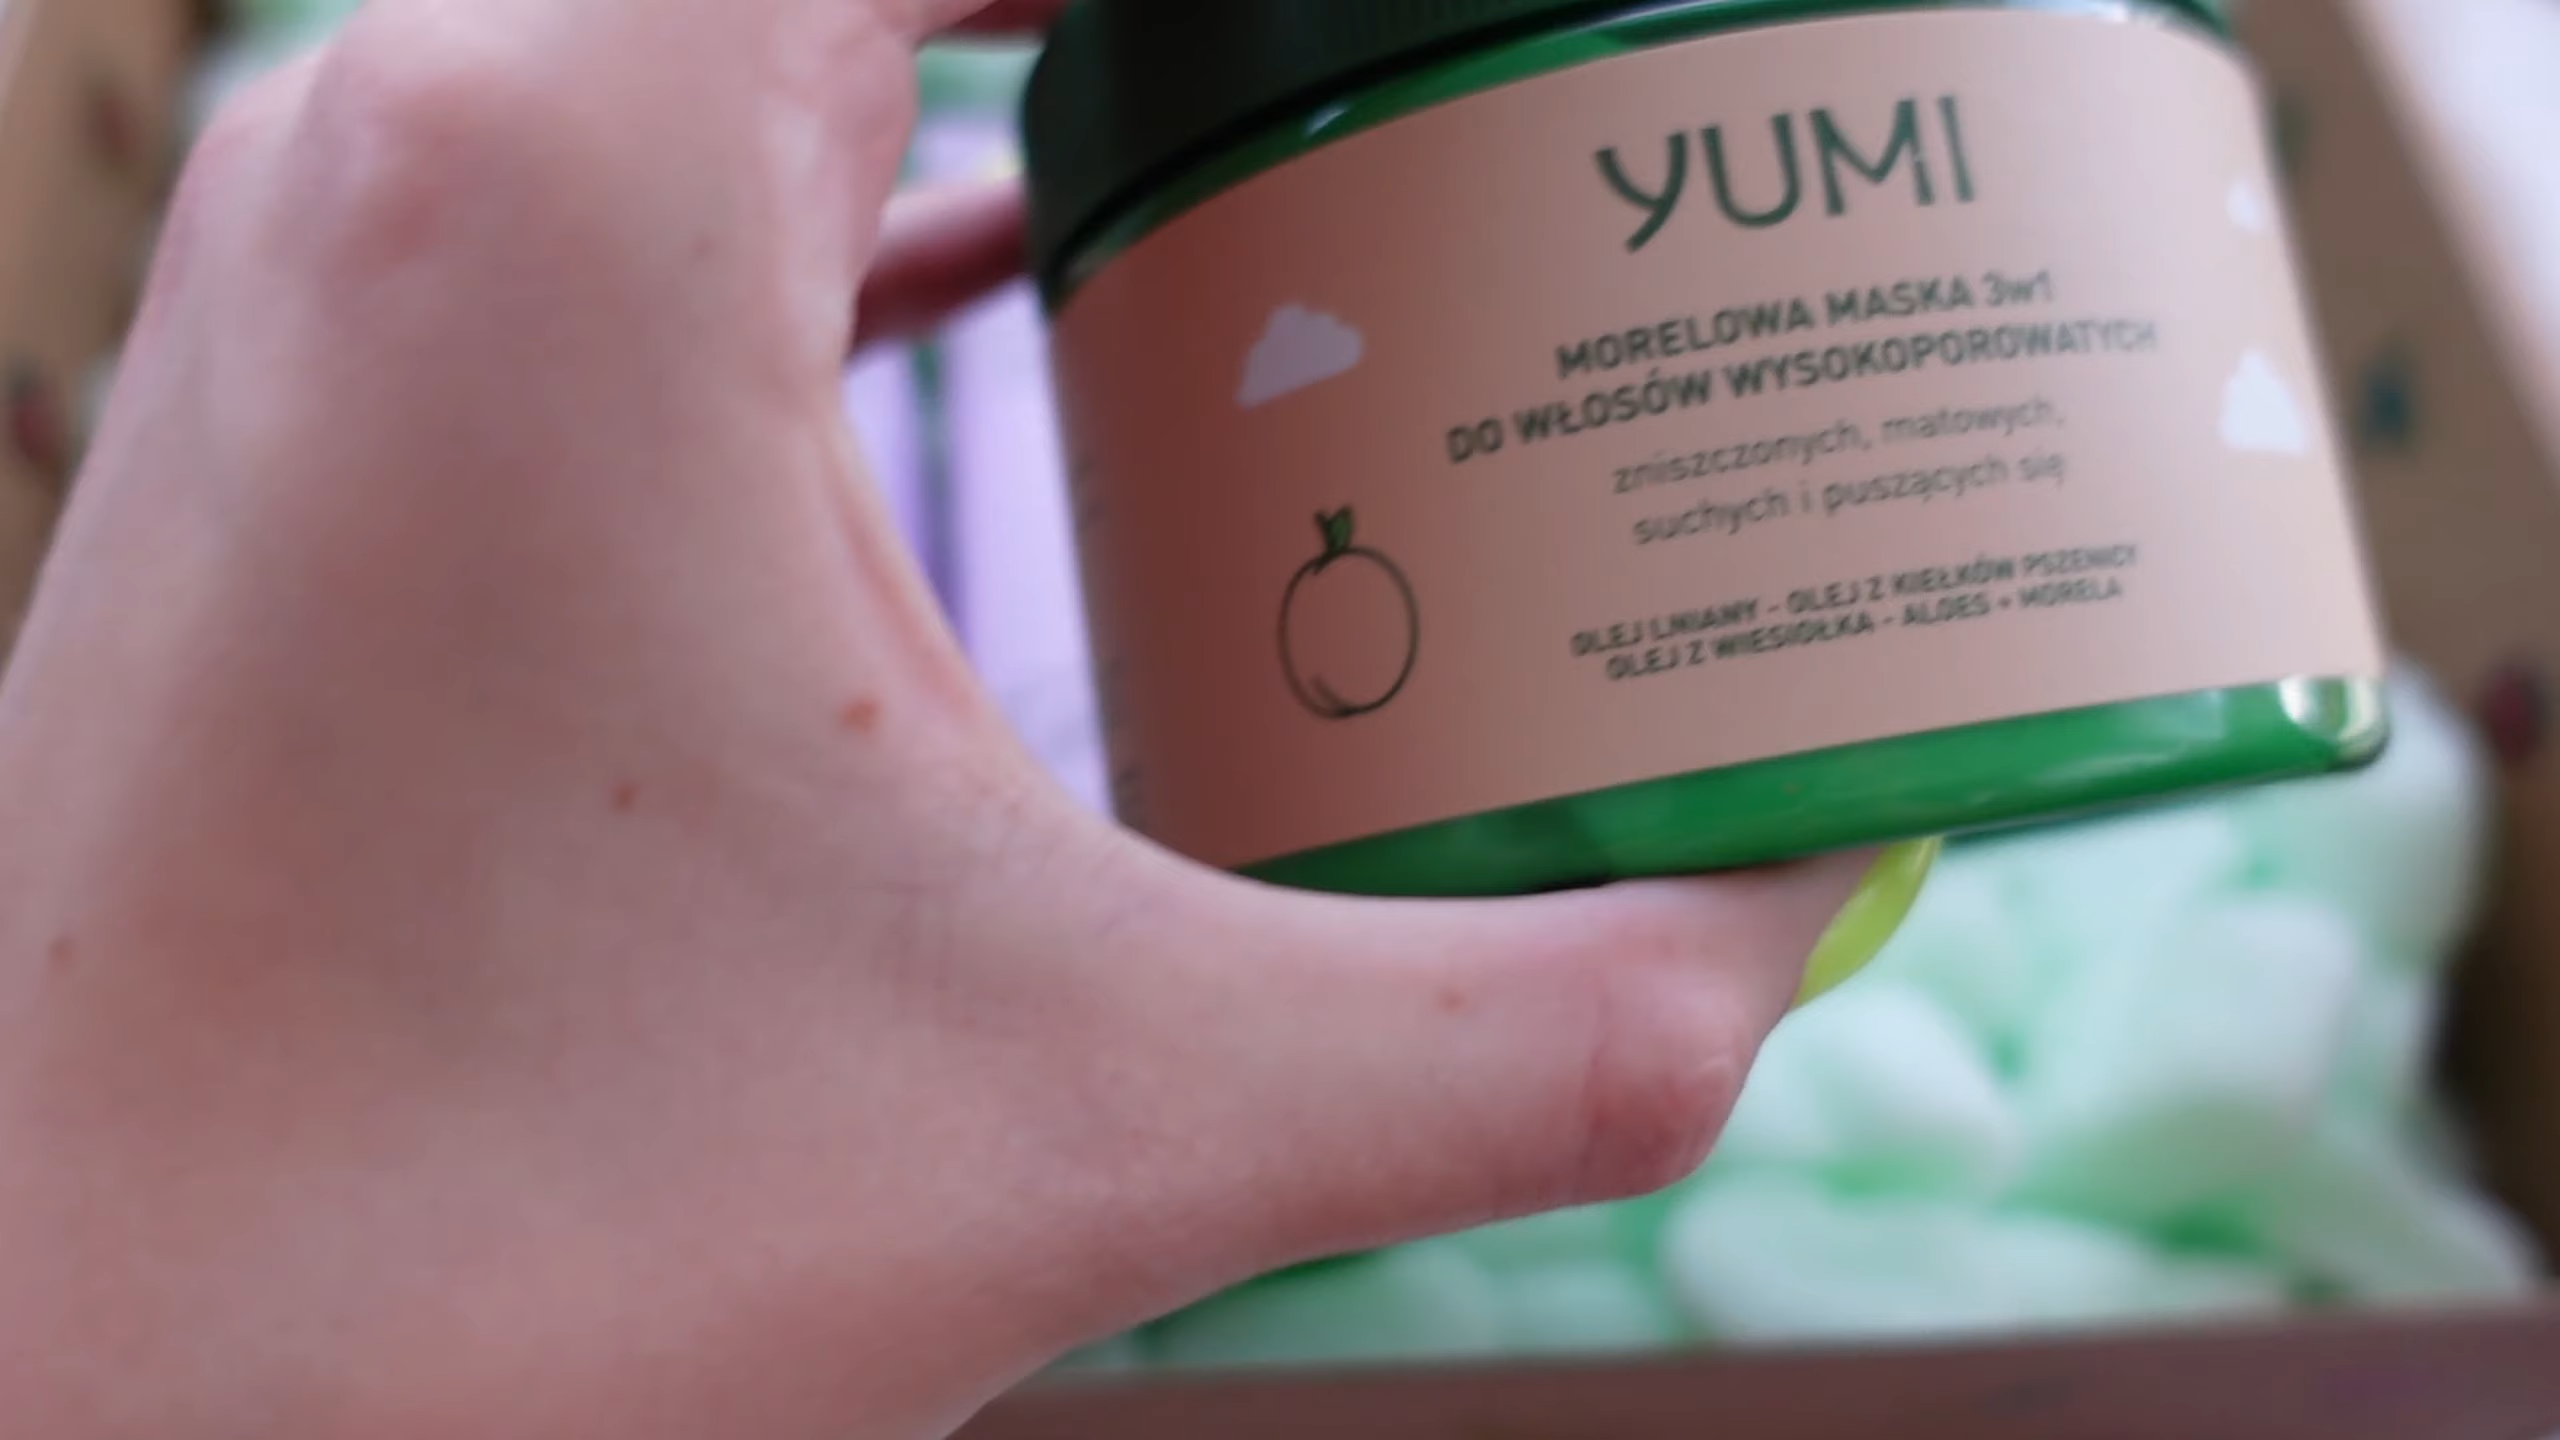 YUMI
MORELOWA MASKA 3w1
DO WŁOSÓW WYSOKOPOROWATYCH
zniszczonych, matowych,
suchych i puszących się
OLEJ LNIANY - OLEJ Z KIEŁKÓW PSZENICY
OLEJ Z WIESIOŁKA - ALOES + MORELA